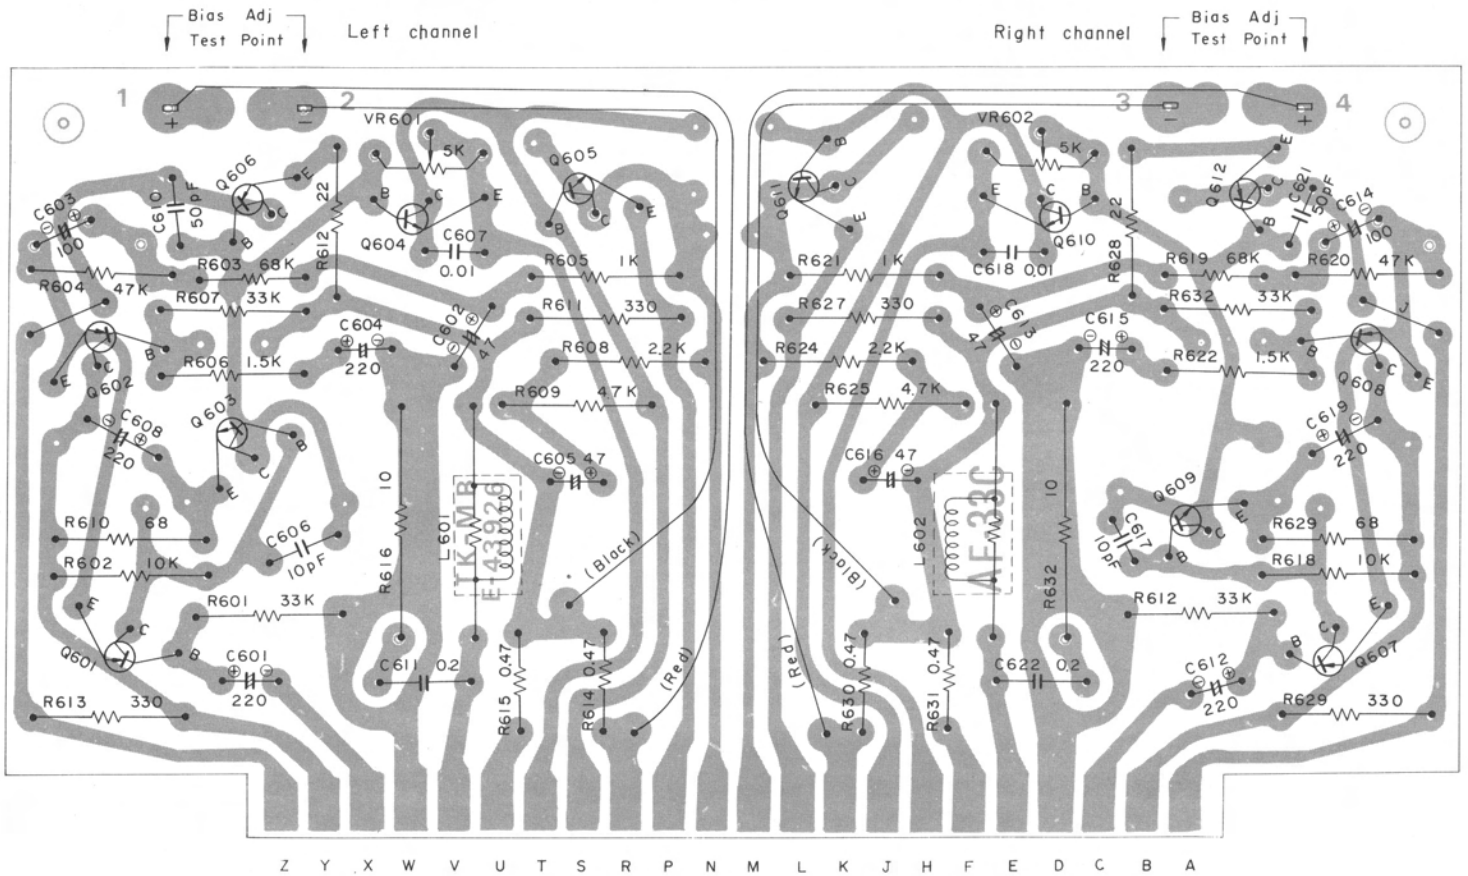 Bias Adj
Test Point
Left channel
Right channel
Bias Adj
Test Point
1
2
3
4
+
−
−
+
VR601
5K
VR602
5K
Q606
E
C
B
C610
50PF
C603
100
R612
22
B
C
E
Q604
C607
0.01
Q605
E
C
B
Q611
B
C
E
E
C
B
Q610
C618
0.01
R628
22
Q612
E
C
B
C621
50PF
C614
100
R604
47K
R603
68K
R607
33K
R605
1K
R611
330
R621
1K
R627
330
R619
68K
R620
47K
R632
33K
J
C604
220
C602
47
C613
47
C615
220
B
C
E
Q602
R606
1.5K
R608
2.2K
R624
2.2K
R622
1.5K
B
C
E
Q608
R609
47K
R625
4.7K
Q603
B
C
E
C608
220
C619
220
C605
47
C616
47
10
R616
L601
TKMB
E-43926
AF33C
L602
10
R632
Q609
E
C
B
C617
10pF
R610
68
C606
10pF
R602
10K
R629
68
R618
10K
(Black)
(Black)
R601
33K
R612
33K
E
C
B
Q601
C601
220
C611
0.2
R615
0.47
R614
0.47
(Red)
(Red)
R630
0.47
R631
0.47
C622
0.2
C612
220
B
C
E
Q607
R613
330
R629
330
Z Y X W V U T S R P N M L K J H F E D C B A